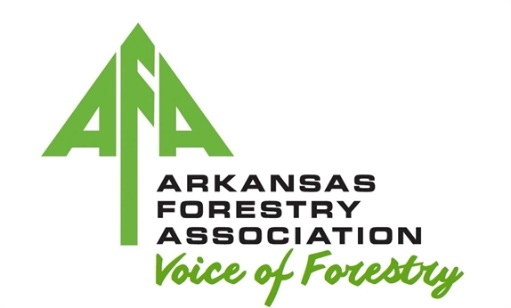 AFA
ARKANSAS
FORESTRY
ASSOCIATION
Voice of Forestry